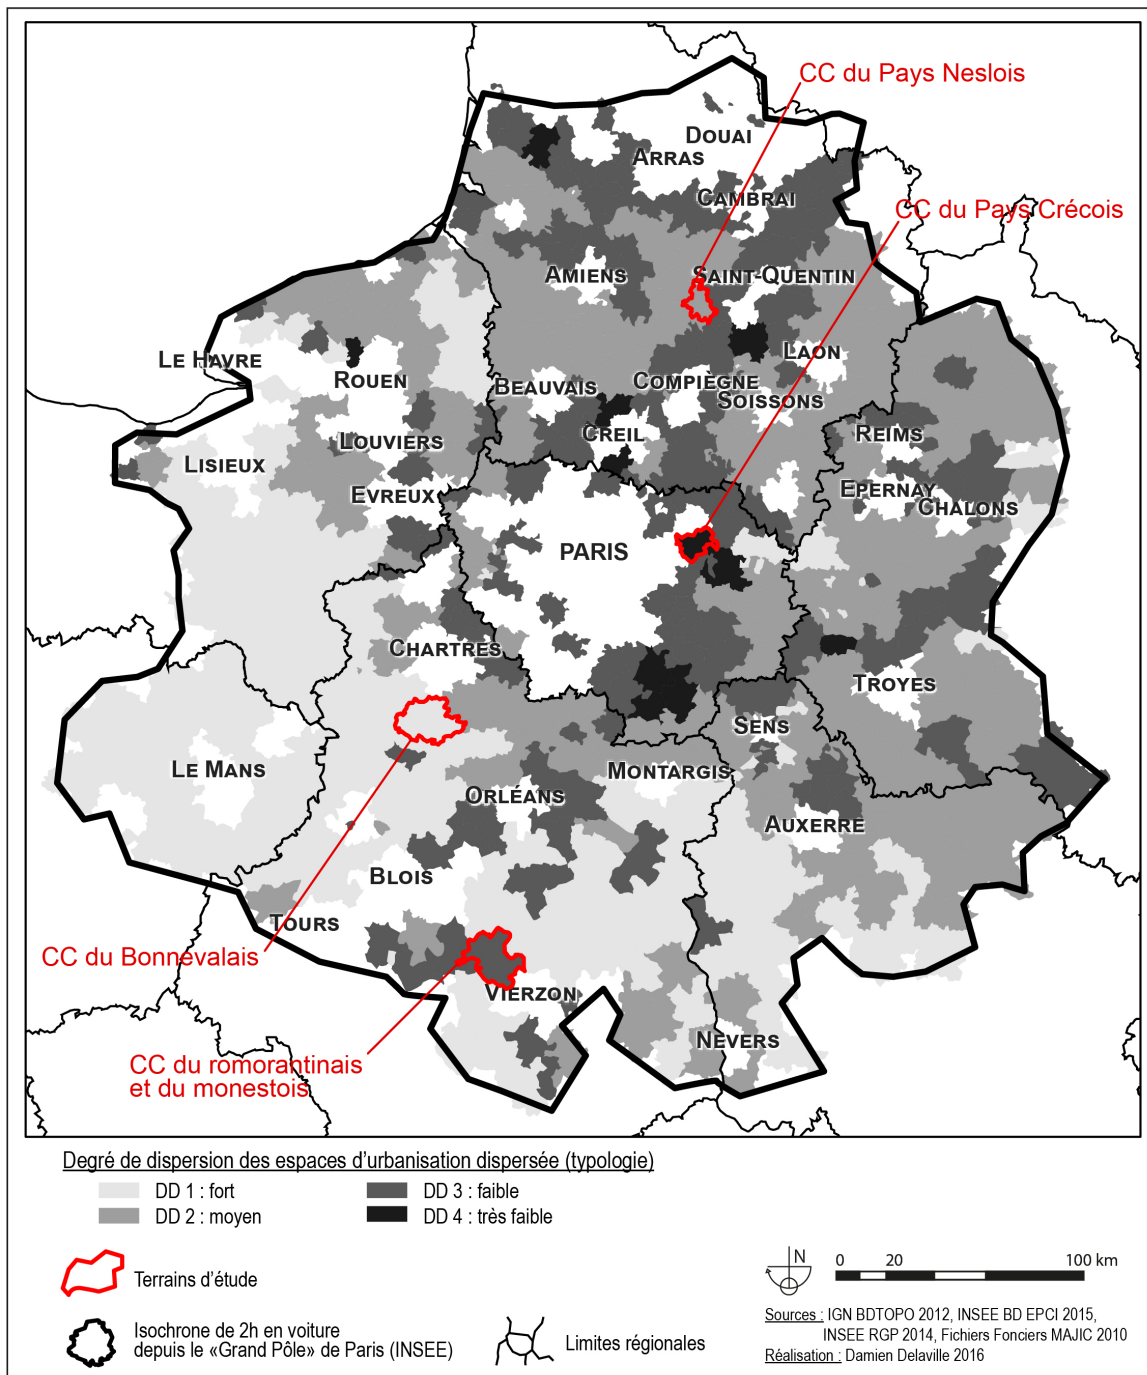 CC du Pays Neslois
DOUAI
ARRAS
CAMBRAI
CC du Pays Crécois
AMIENS
SAINT-QUENTIN
LE HAVRE
ROUEN
BEAUVAIS
COMPIÈGNE
LAON
SOISSONS
LOUVIERS
CREIL
REIMS
LISIEUX
EVREUX
EPERNAY
CHALONS
PARIS
CHARTRES
TROYES
SENS
LE MANS
MONTARGIS
ORLÉANS
AUXERRE
BLOIS
TOURS
CC du Bonnevalais
VIERZON
NEVERS
CC du romorantinais
et du monestois
Degré de dispersion des espaces d'urbanisation dispersée (typologie)
DD 1 : fort
DD 3 : faible
DD 2 : moyen
DD 4 : très faible
Terrains d'étude
Isochrone de 2h en voiture
depuis le «Grand Pôle» de Paris (INSEE)
Limites régionales
N
0 20 100 km
Sources : IGN BDTOPO 2012, INSEE BD EPCI 2015,
INSEE RGP 2014, Fichiers Fonciers MAJIC 2010
Réalisation : Damien Delaville 2016